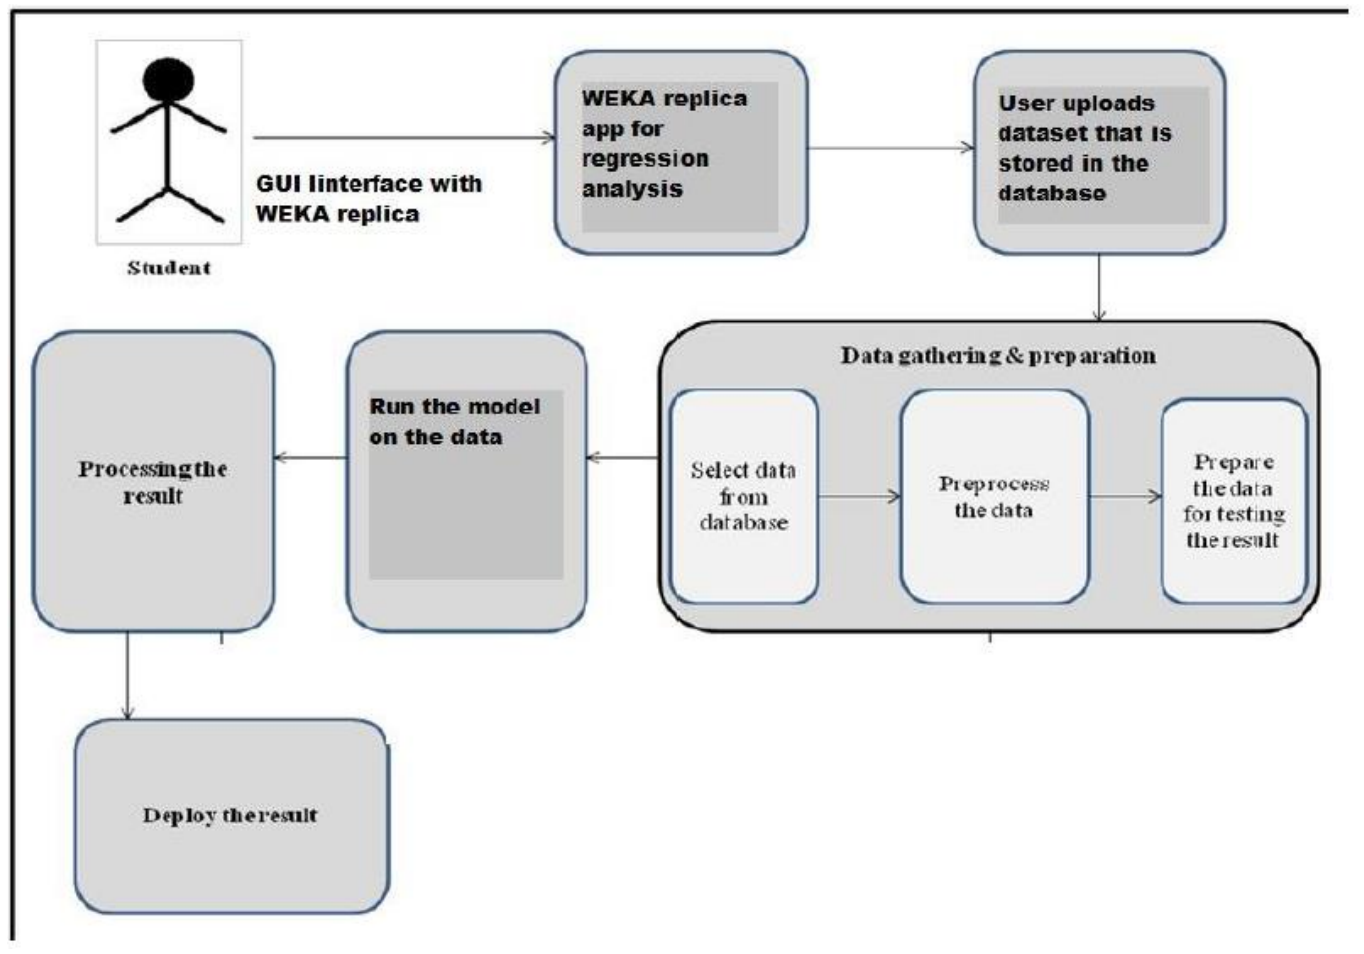 WEKA replica
app for
regression
analysis
User uploads
dataset that is
stored in the
database
GUI Iinterface with
WEKA replica
Student
Data gathering & preparation
Select data
from
database
Preprocess
the data
Prepare
the data
for testing
the result
Run the model
on the data
Processing the
result
Deploy the result